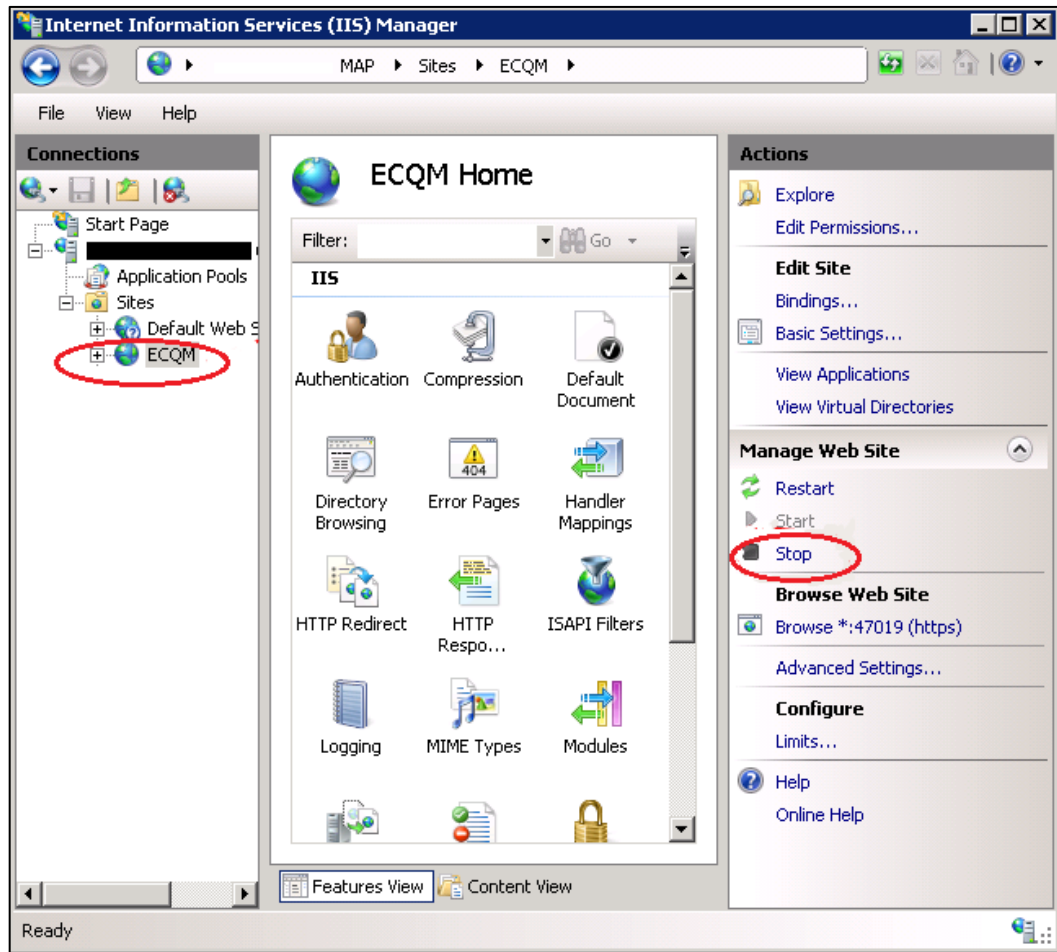 Internet Information Services (IIS) Manager
MAP Sites ECQM
File View Help
Connections
Start Page
Application Pools
Sites
Default Web S
ECQM
ECQM Home
Filter: Go
IIS
Authentication Compression Default
Document
Directory
Browsing Error Pages Handler
Mappings
HTTP Redirect HTTP
Respo... ISAPI Filters
Logging MIME Types Modules
Features View Content View
Actions
Explore
Edit Permissions...
Edit Site
Bindings...
Basic Settings...
View Applications
View Virtual Directories
Manage Web Site
Restart
Start
Stop
Browse Web Site
Browse *:47019 (https)
Advanced Settings...
Configure
Limits...
Help
Online Help
Ready